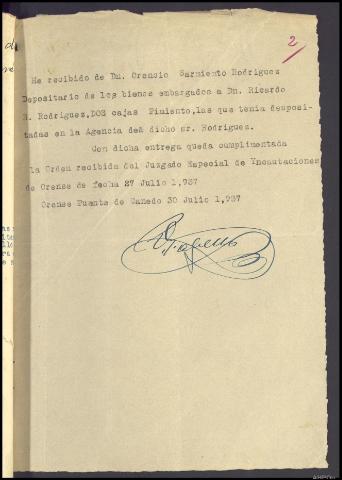 2
He recibido de Dn. Orencio Sarmiento Rodriguez
Depositario de los bienes embargados a Dn. Ricardo
R. Rodriguez, DOS cajas Pimiento, las que tenia desposi-
tadas en la Agencia del dicho sr. Rodriguez.
Con dicha entrega queda cumplimentada
la Orden recibida del Juzgado Especial de Yncautaciones
de Orense de fecha 27 Julio 1,937
Orense Puente de Canedo 30 Julio 1,937